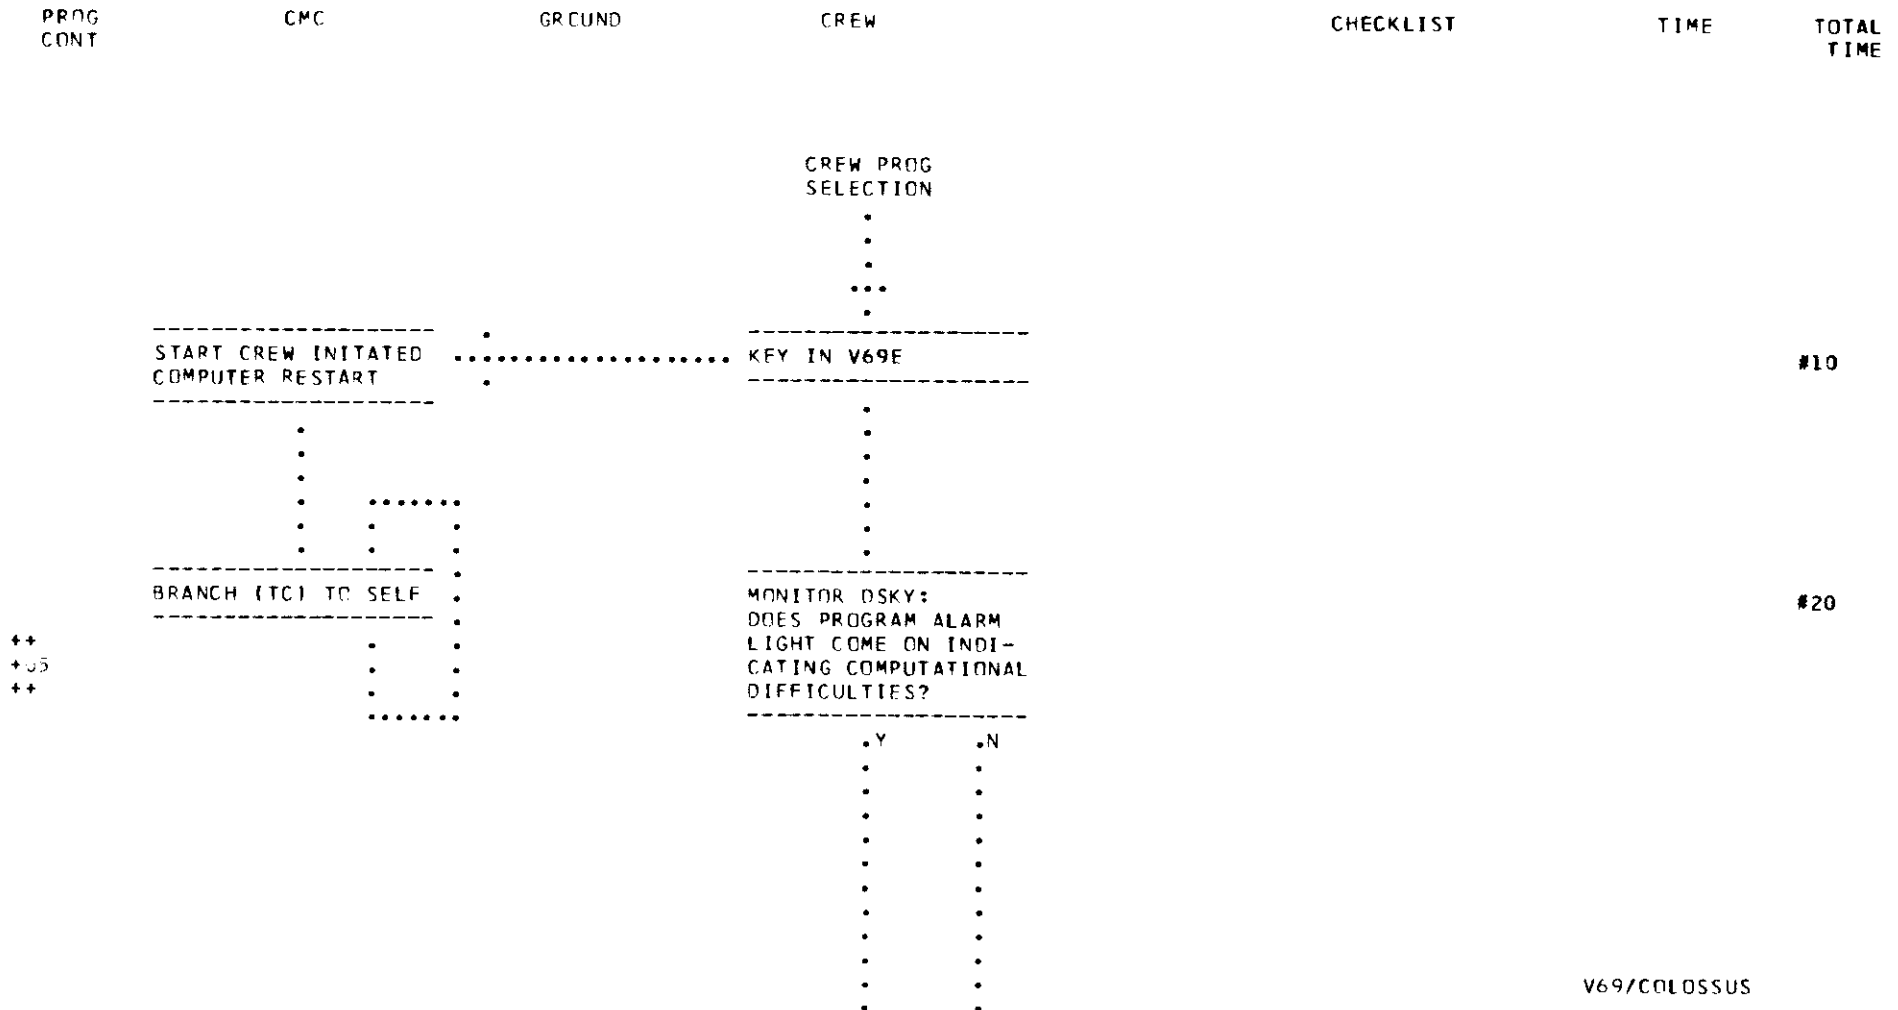 PROG CMC GROUND CREW CHECKLIST TIME TOTAL
CONT TIME
CREW PROG
SELECTION
START CREW INITATED KEY IN V69E #10
COMPUTER RESTART
BRANCH (TC) TO SELF MONITOR DSKY: #20
DOES PROGRAM ALARM
++ LIGHT COME ON INDI-
CATING COMPUTATIONAL
++ DIFFICULTIES?
Y N
V69/COLOSSUS